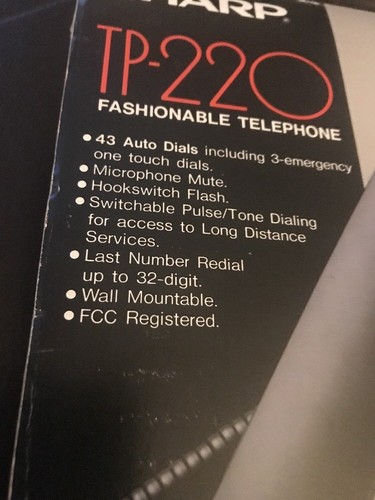 SHARP
TP-220
FASHIONABLE TELEPHONE
• 43 Auto Dials including 3-emergency
one touch dials.
• Microphone Mute.
• Hookswitch Flash.
• Switchable Pulse/Tone Dialing
for access to Long Distance
Services.
• Last Number Redial
up to 32-digit.
• Wall Mountable.
• FCC Registered.